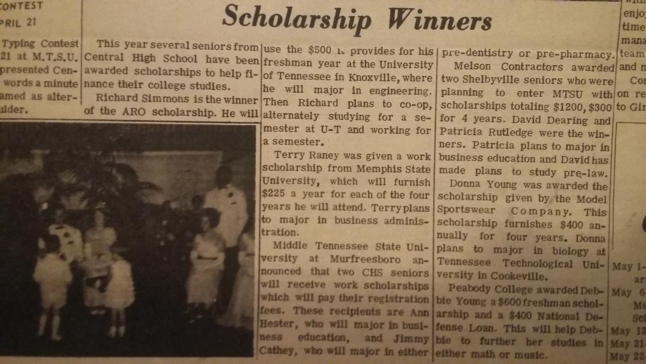 CONTEST
PRIL 21
Typing Contest
21 at M.T.S.U.
presented Cen-
words a minute
amed as alter-
ulder.
Scholarship Winners
This year several seniors from
Central High School have been
awarded scholarships to help fi-
nance their college studies.
Richard Simmons is the winner
of the ARO scholarship. He will
use the $500 provides for his
freshman year at the University
of Tennessee in Knoxville, where
he will major in engineering.
Then Richard plans to co-op,
alternately studying for a se-
mester at U-T and working for
a semester.
Terry Raney was given a work
scholarship from Memphis State
University, which will furnish
$225 a year for each of the four
years he will attend. Terry plans
to major in business adminis-
tration.
Middle Tennessee State Uni-
versity at Murfreesboro an-
nounced that two CHS seniors
will receive work scholarships
which will pay their registration
fees. These recipients are Ann
Hester, who will major in busi-
ness education, and Jimmy
Cathey, who will major in either
pre-dentistry or pre-pharmacy.
Melson Contractors awarded
two Shelbyville seniors who were
planning to enter MTSU with
scholarships totaling $1200, $300
for 4 years. David Dearing and
Patricia Rutledge were the win-
ners. Patricia plans to major in
business education and David has
made plans to study pre-law.
Donna Young was awarded the
scholarship given by the Model
Sportswear Company. This
scholarship furnishes $400 an-
nually for four years. Donna
plans to major in biology at
Tennessee Technological Uni-
versity in Cookeville.
Peabody College awarded Deb-
bie Young a $600 freshman schol-
arship and a $400 National De-
fense Loan. This will help Deb-
bie to further her studies in
either math or music.
enjo
time
mana
team
and n
Co
on re
to Gi
May 1-
May 6-
May 12
May 21
May 22